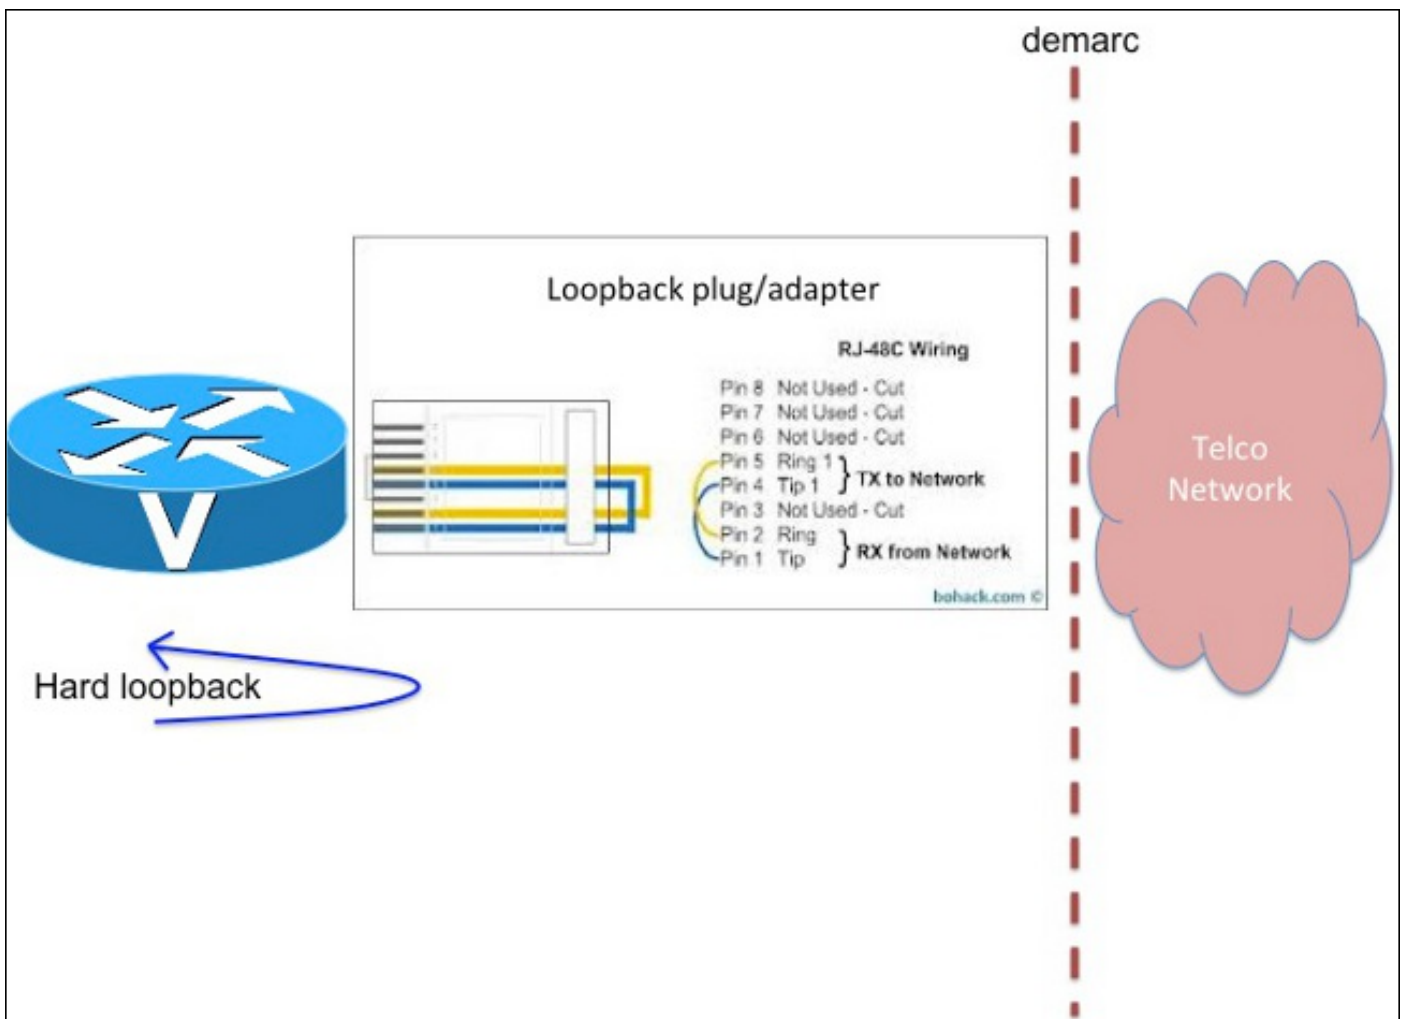 demarc
Loopback plug/adapter
RJ-48C Wiring
Pin 8 Not Used - Cut
Pin 7 Not Used - Cut
Pin 6 Not Used - Cut
Pin 5 Ring 1
Pin 4 Tip 1
} TX to Network
Pin 3 Not Used - Cut
Pin 2 Ring
Pin 1 Tip
} RX from Network
bohack.com ©
Telco
Network
V
Hard loopback